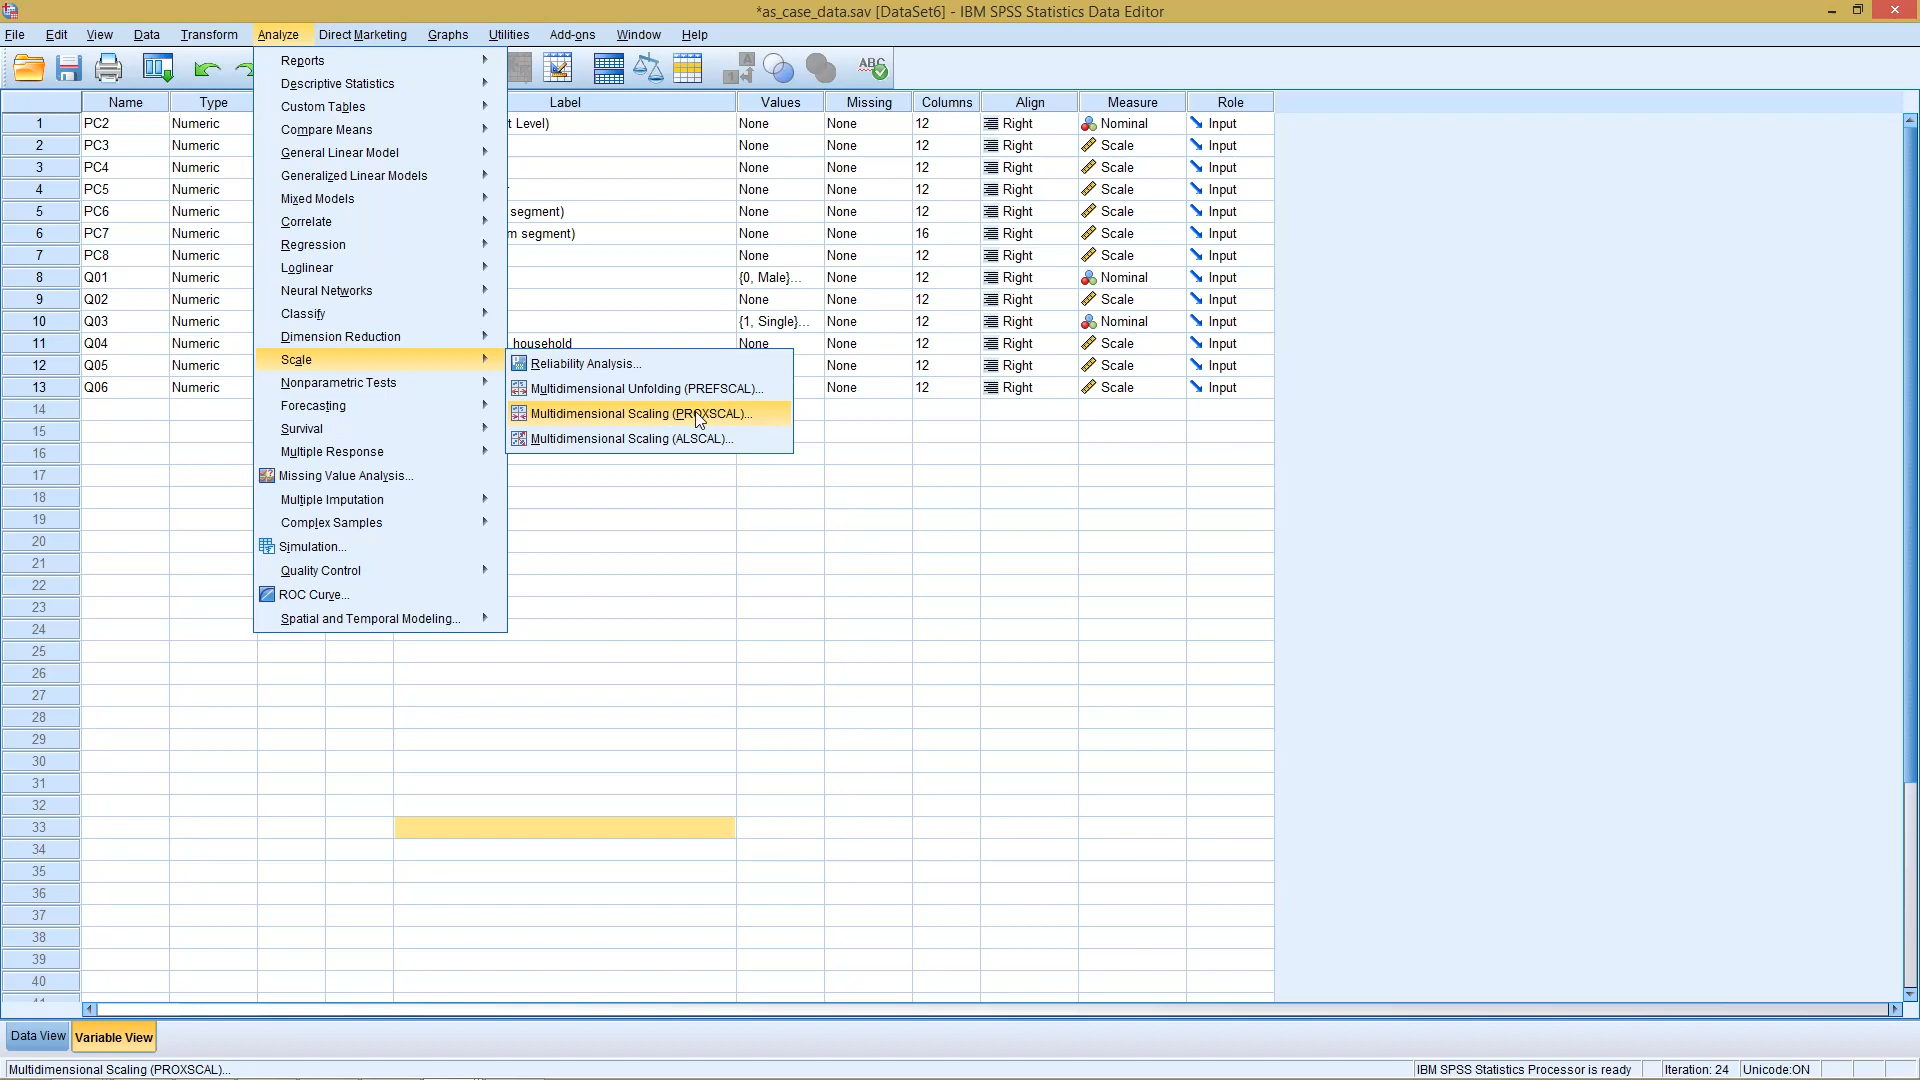 *as_case_data.sav [DataSet6] - IBM SPSS Statistics Data Editor
File Edit View Data Transform Analyze Direct Marketing Graphs Utilities Add-ons Window Help
Name Type Label Values Missing Columns Align Measure Role
1 PC2 Numeric t Level) None None 12 Right Nominal Input
2 PC3 Numeric None None 12 Right Scale Input
3 PC4 Numeric None None 12 Right Scale Input
4 PC5 Numeric None None 12 Right Scale Input
5 PC6 Numeric segment) None None 12 Right Scale Input
6 PC7 Numeric m segment) None None 16 Right Scale Input
7 PC8 Numeric None None 12 Right Scale Input
8 Q01 Numeric {0, Male}... None 12 Right Nominal Input
9 Q02 Numeric None None 12 Right Scale Input
10 Q03 Numeric {1, Single}... None 12 Right Nominal Input
11 Q04 Numeric household None None 12 Right Scale Input
12 Q05 Numeric None 12 Right Scale Input
13 Q06 Numeric None 12 Right Scale Input
14
15
16
17
18
19
20
21
22
23
24
25
26
27
28
29
30
31
32
33
34
35
36
37
38
39
40
Reports
Descriptive Statistics
Custom Tables
Compare Means
General Linear Model
Generalized Linear Models
Mixed Models
Correlate
Regression
Loglinear
Neural Networks
Classify
Dimension Reduction
Scale
Nonparametric Tests
Forecasting
Survival
Multiple Response
Missing Value Analysis...
Multiple Imputation
Complex Samples
Simulation...
Quality Control
ROC Curve...
Spatial and Temporal Modeling...
Reliability Analysis...
Multidimensional Unfolding (PREFSCAL)...
Multidimensional Scaling (PROXSCAL)...
Multidimensional Scaling (ALSCAL)...
Data View Variable View
Multidimensional Scaling (PROXSCAL)... IBM SPSS Statistics Processor is ready Iteration: 24 Unicode:ON